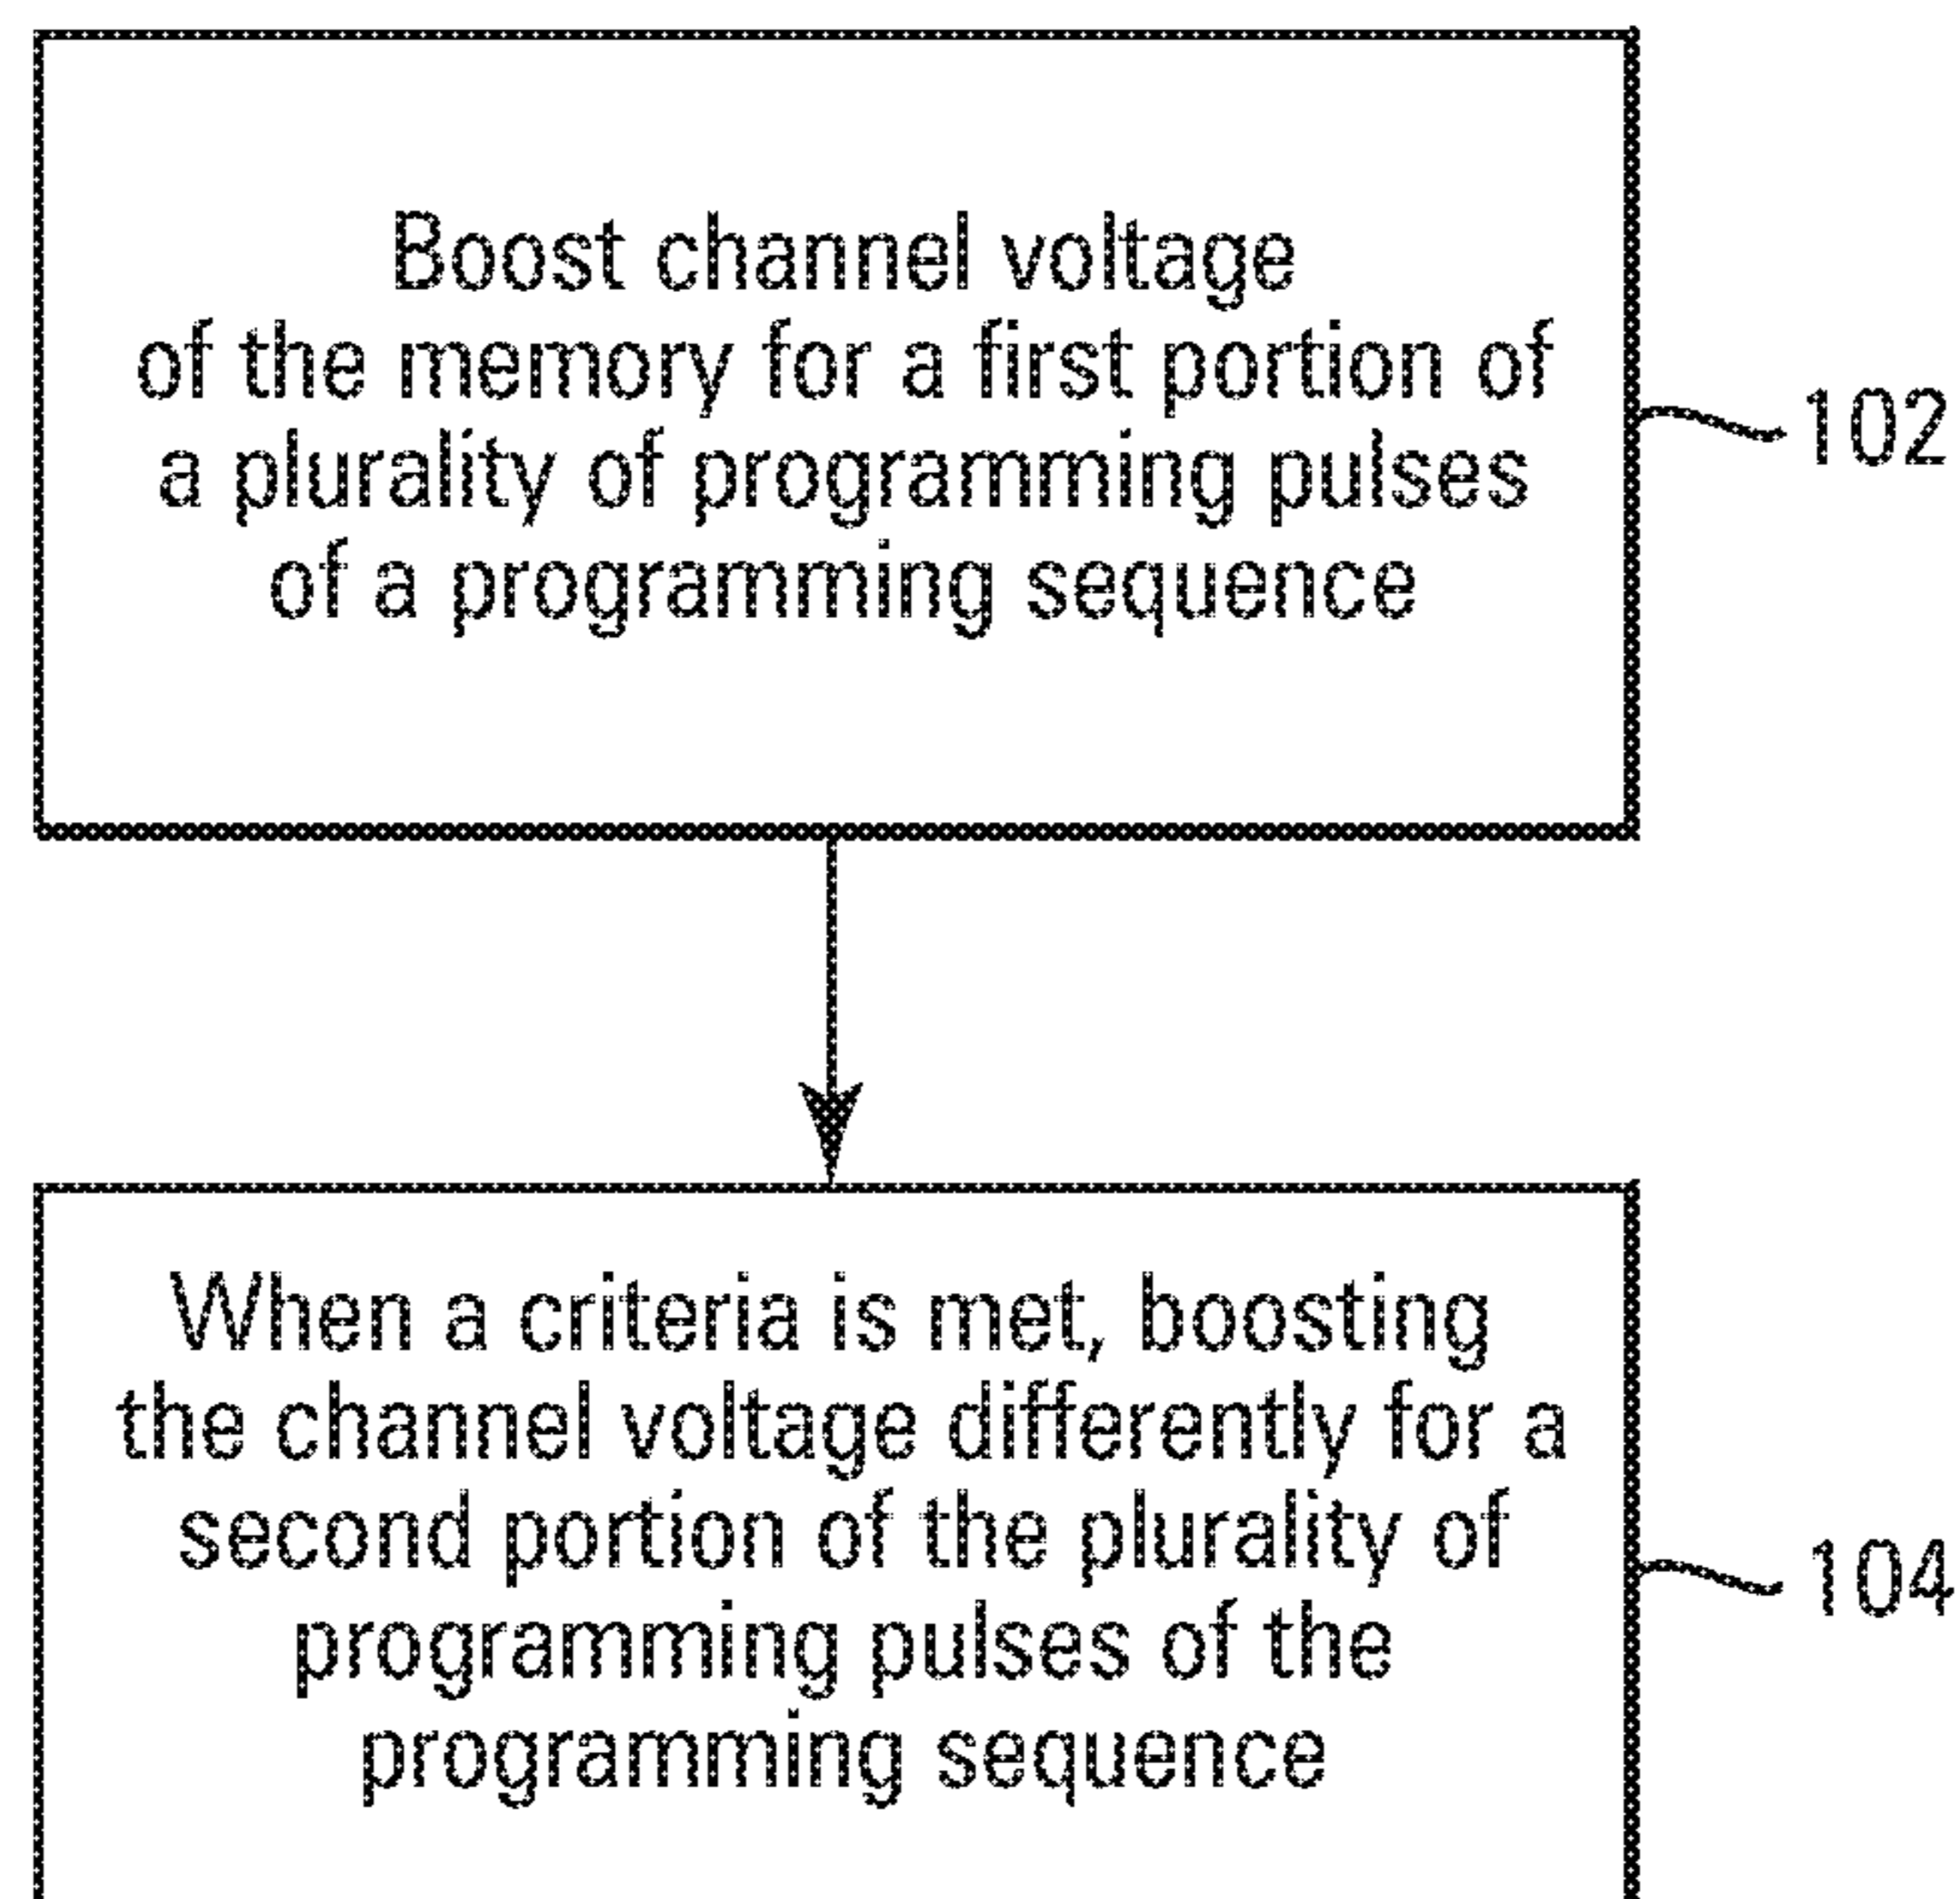 Boost channel voltage
of the memory for a first portion of
a plurality of programming pulses
of a programming sequence
102
When a criteria is met, boosting
the channel voltage differently for a
second portion of the plurality of
programming pulses of the
programming sequence
104